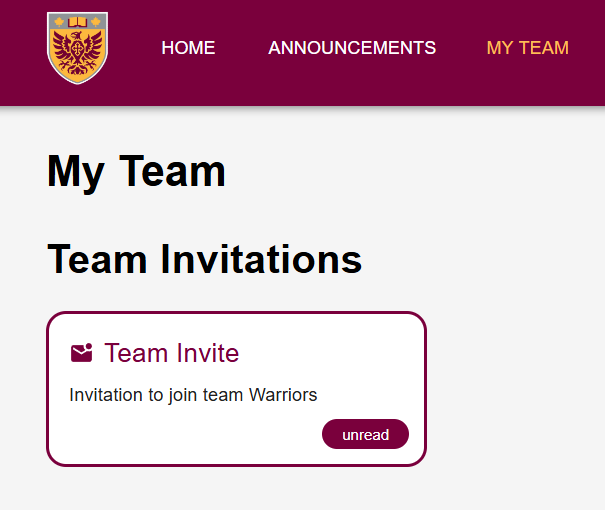 HOME ANNOUNCEMENTS MY TEAM
My Team
Team Invitations
Team Invite
Invitation to join team Warriors
unread